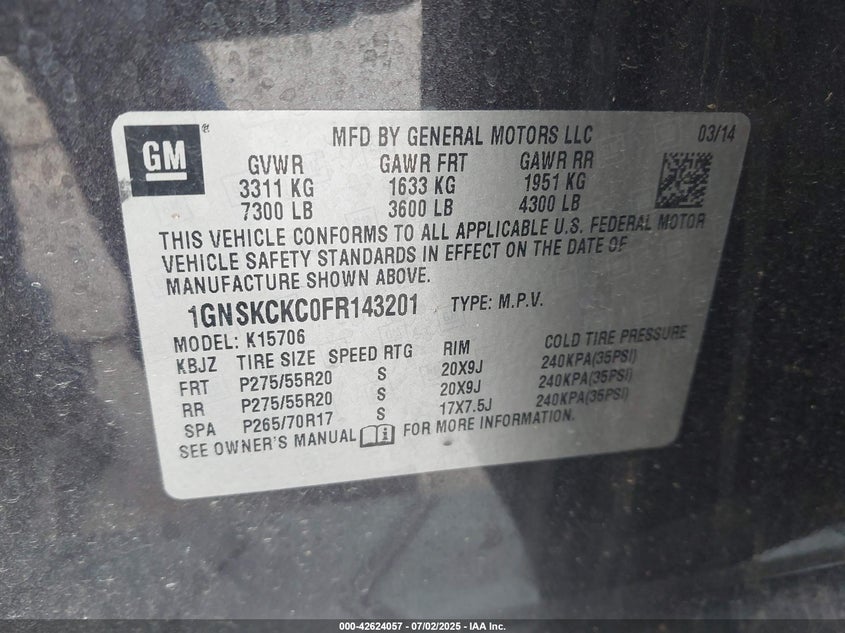 GM
MFD BY GENERAL MOTORS LLC 03/14
GVWR GAWR FRT GAWR RR
3311 KG 1633 KG 1951 KG
7300 LB 3600 LB 4300 LB
THIS VEHICLE CONFORMS TO ALL APPLICABLE U.S. FEDERAL MOTOR
VEHICLE SAFETY STANDARDS IN EFFECT ON THE DATE OF
MANUFACTURE SHOWN ABOVE.
1GNSKCKC0FR143201 TYPE: M.P.V.
MODEL: K15706
KBJZ TIRE SIZE SPEED RTG RIM COLD TIRE PRESSURE
FRT P275/55R20 S 20X9J 240KPA(35PSI)
RR P275/55R20 S 20X9J 240KPA(35PSI)
SPA P265/70R17 S 17X7.5J 240KPA(35PSI)
SEE OWNER'S MANUAL FOR MORE INFORMATION.
000-42624057 - 07/02/2025 - IAA Inc.